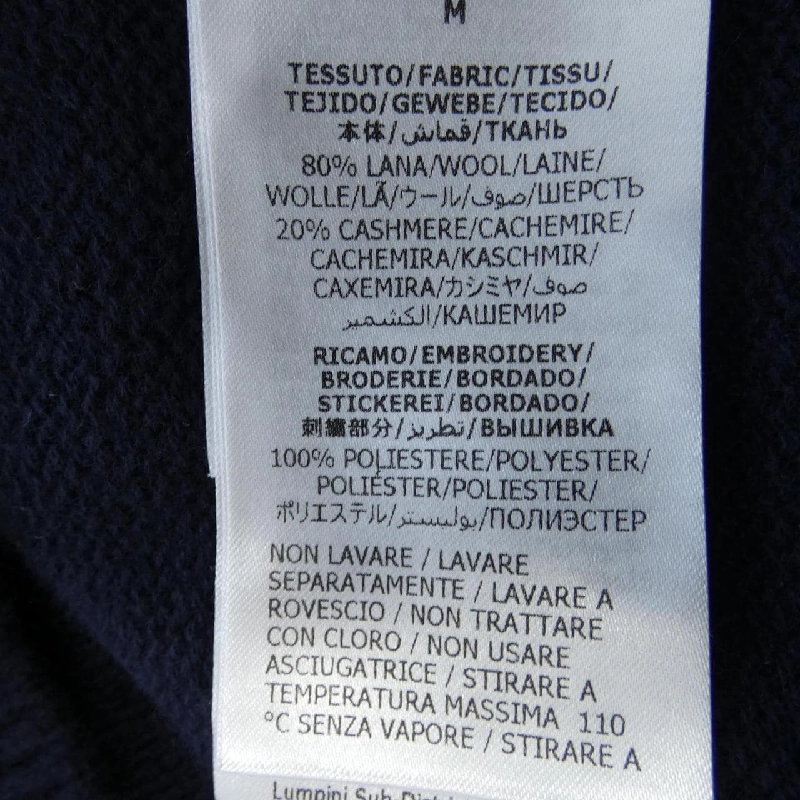 M
TESSUTO/FABRIC/TISSU/
TEJIDO/GEWEBE/TECIDO/
本体/قماش/ТКАНЬ
80% LANA/WOOL/LAINE/
WOLLE/LÃ/ウール/صوف/ШЕРСТЬ
20% CASHMERE/CACHEMIRE/
CACHEMIRA/KASCHMIR/
CAXEMIRA/カシミヤ/صوف
الكشمير/КАШЕМИР
RICAMO/EMBROIDERY/
BRODERIE/BORDADO/
STICKEREI/BORDADO/
刺繍部分/تطريز/ВЫШИВКА
100% POLIESTERE/POLYESTER/
POLIÉSTER/POLIESTER/
ポリエステル/بوليستر/ПОЛИЭСТЕР
NON LAVARE / LAVARE
SEPARATAMENTE / LAVARE A
ROVESCIO / NON TRATTARE
CON CLORO / NON USARE
ASCIUGATRICE / STIRARE A
TEMPERATURA MASSIMA 110
°C SENZA VAPORE / STIRARE A
Lumpini Sub